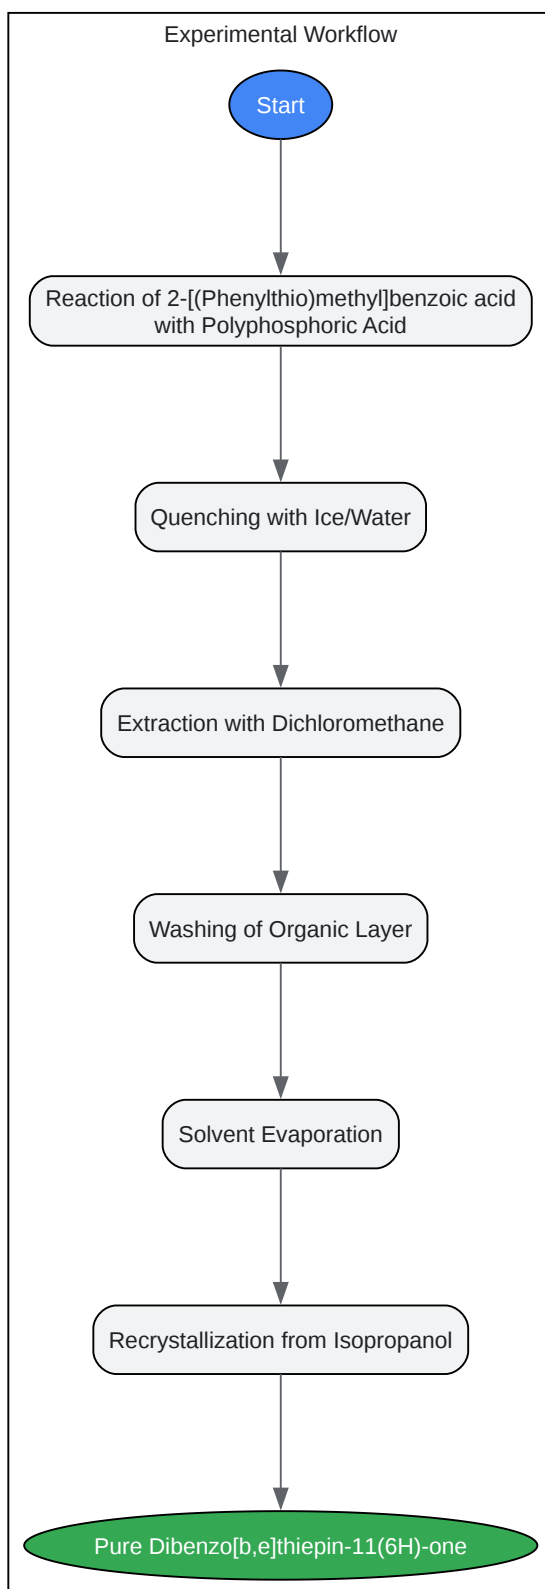 Experimental Workflow
Start
Reaction of 2-[(Phenylthio)methyl]benzoic acid
with Polyphosphoric Acid
Quenching with Ice/Water
Extraction with Dichloromethane
Washing of Organic Layer
Solvent Evaporation
Recrystallization from Isopropanol
Pure Dibenzo[b,e]thiepin-11(6H)-one